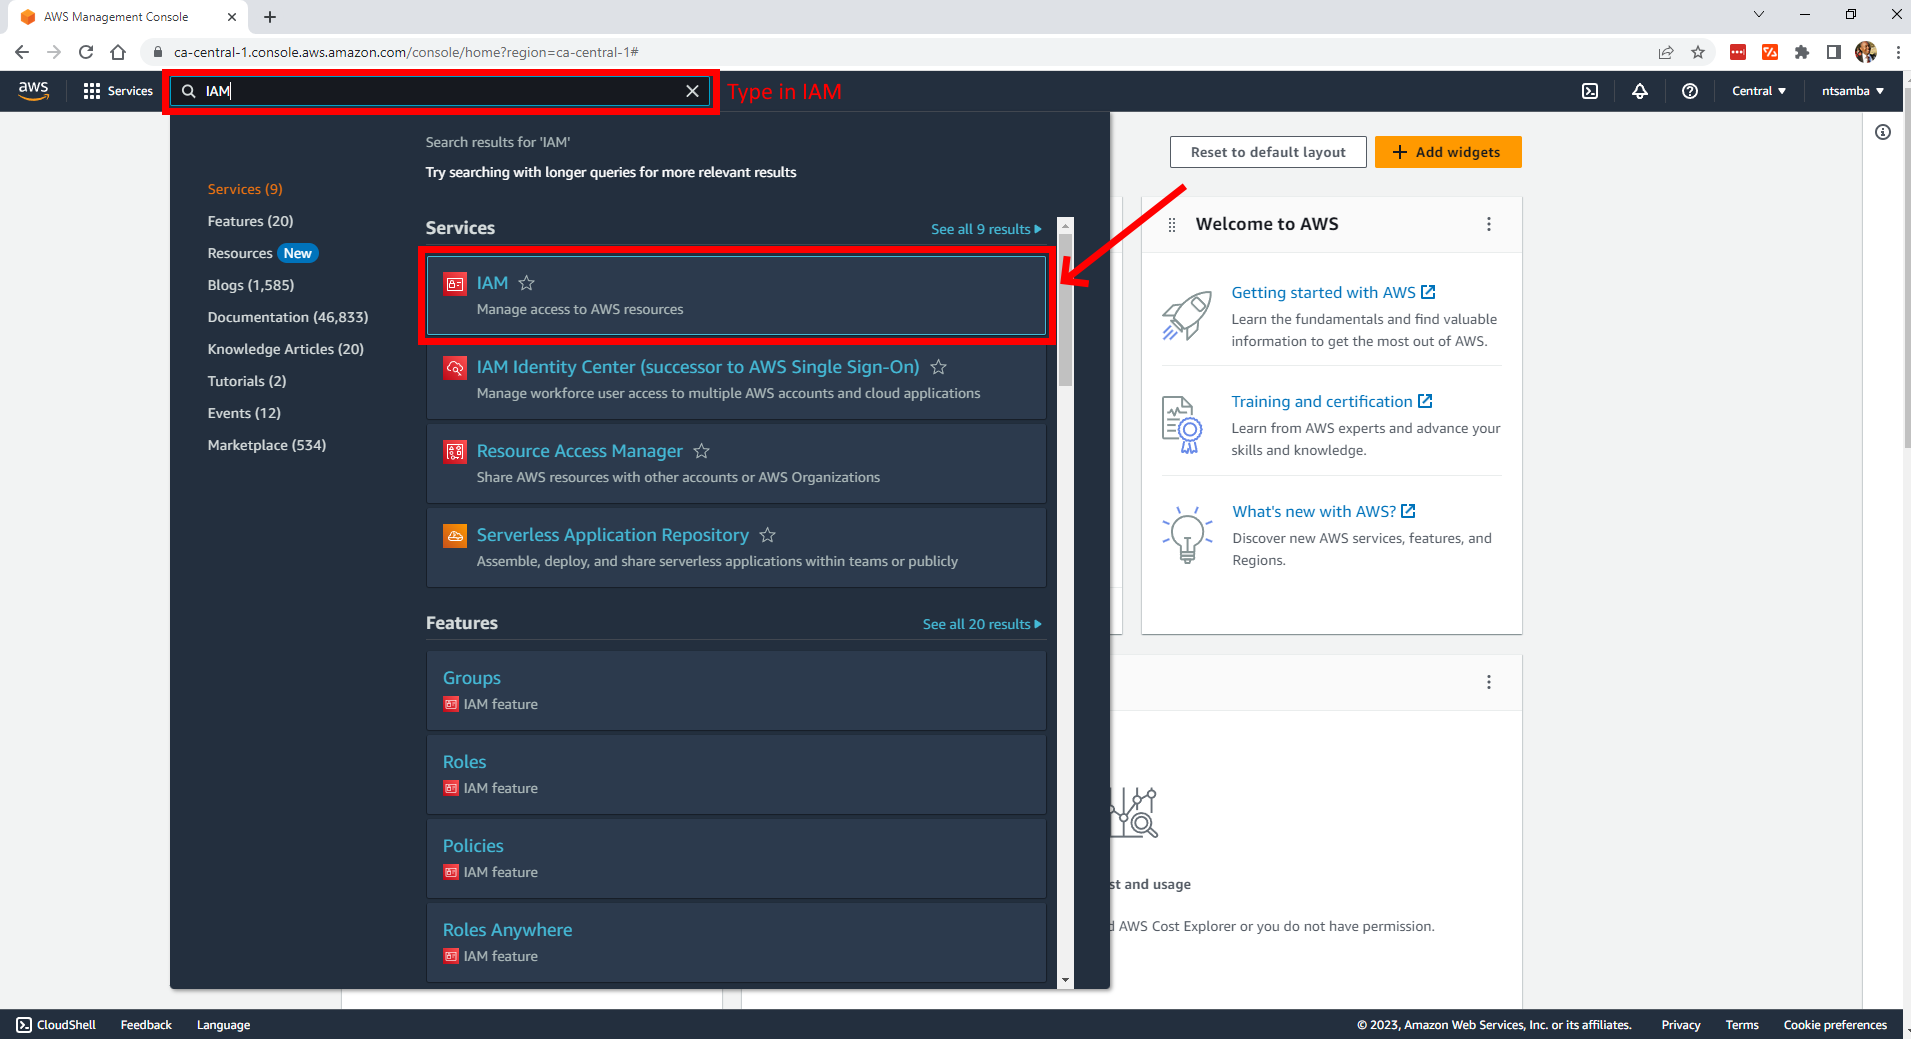 AWS Management Console
ca-central-1.console.aws.amazon.com/console/home?region=ca-central-1#
aws
Services
IAM
Type in IAM
Central
ntsamba
Search results for 'IAM'
Try searching with longer queries for more relevant results
Services (9)
Features (20)
Resources New
Blogs (1,585)
Documentation (46,833)
Knowledge Articles (20)
Tutorials (2)
Events (12)
Marketplace (534)
Services
See all 9 results
IAM
Manage access to AWS resources
IAM Identity Center (successor to AWS Single Sign-On)
Manage workforce user access to multiple AWS accounts and cloud applications
Resource Access Manager
Share AWS resources with other accounts or AWS Organizations
Serverless Application Repository
Assemble, deploy, and share serverless applications within teams or publicly
Features
See all 20 results
Groups
IAM feature
Roles
IAM feature
Policies
IAM feature
Roles Anywhere
IAM feature
Reset to default layout
Add widgets
Welcome to AWS
Getting started with AWS
Learn the fundamentals and find valuable
information to get the most out of AWS.
Training and certification
Learn from AWS experts and advance your
skills and knowledge.
What's new with AWS?
Discover new AWS services, features, and
Regions.
st and usage
d AWS Cost Explorer or you do not have permission.
CloudShell
Feedback
Language
© 2023, Amazon Web Services, Inc. or its affiliates.
Privacy
Terms
Cookie preferences